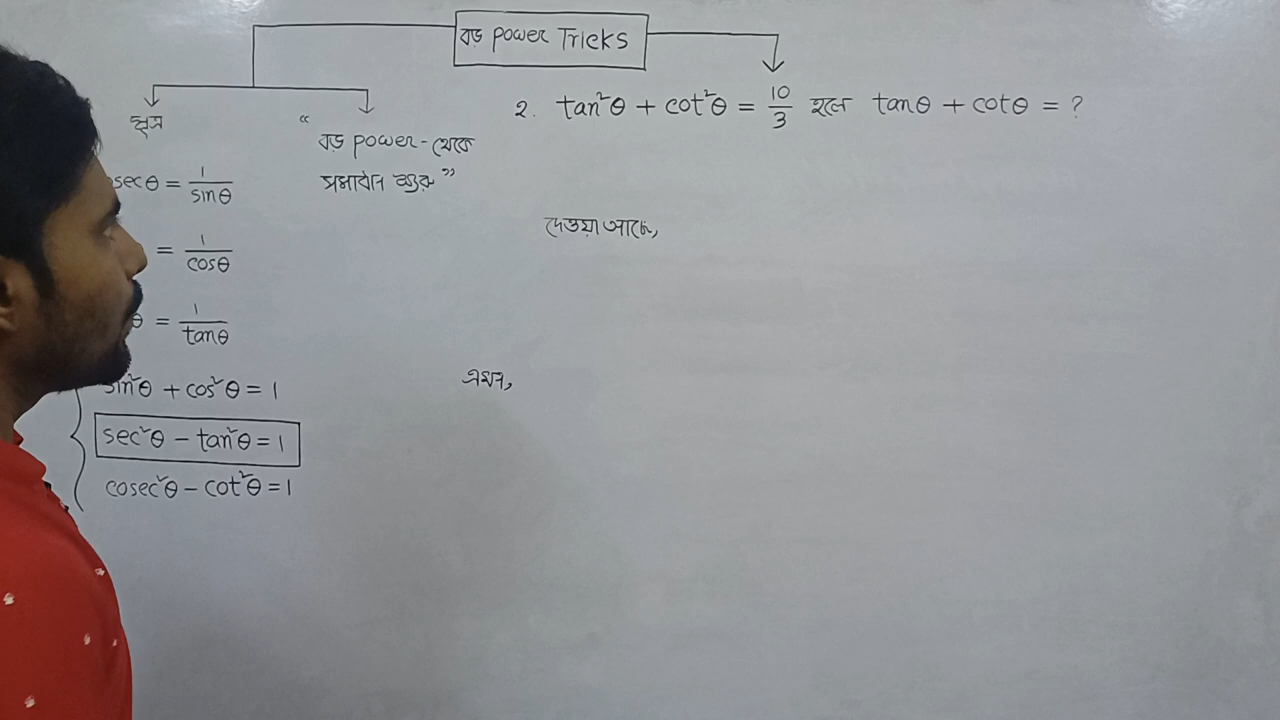 বড় power Tricks
সূত্র
" বড় power-থেকে
সমাধান শুরু "
secθ = 1/sinθ
= 1/cosθ
θ = 1/tanθ
sin²θ + cos²θ = 1
sec²θ − tan²θ = 1
cosec²θ − cot²θ = 1
2. tan²θ + cot²θ = 10/3 হলে tanθ + cotθ = ?
দেওয়া আছে,
এখন,